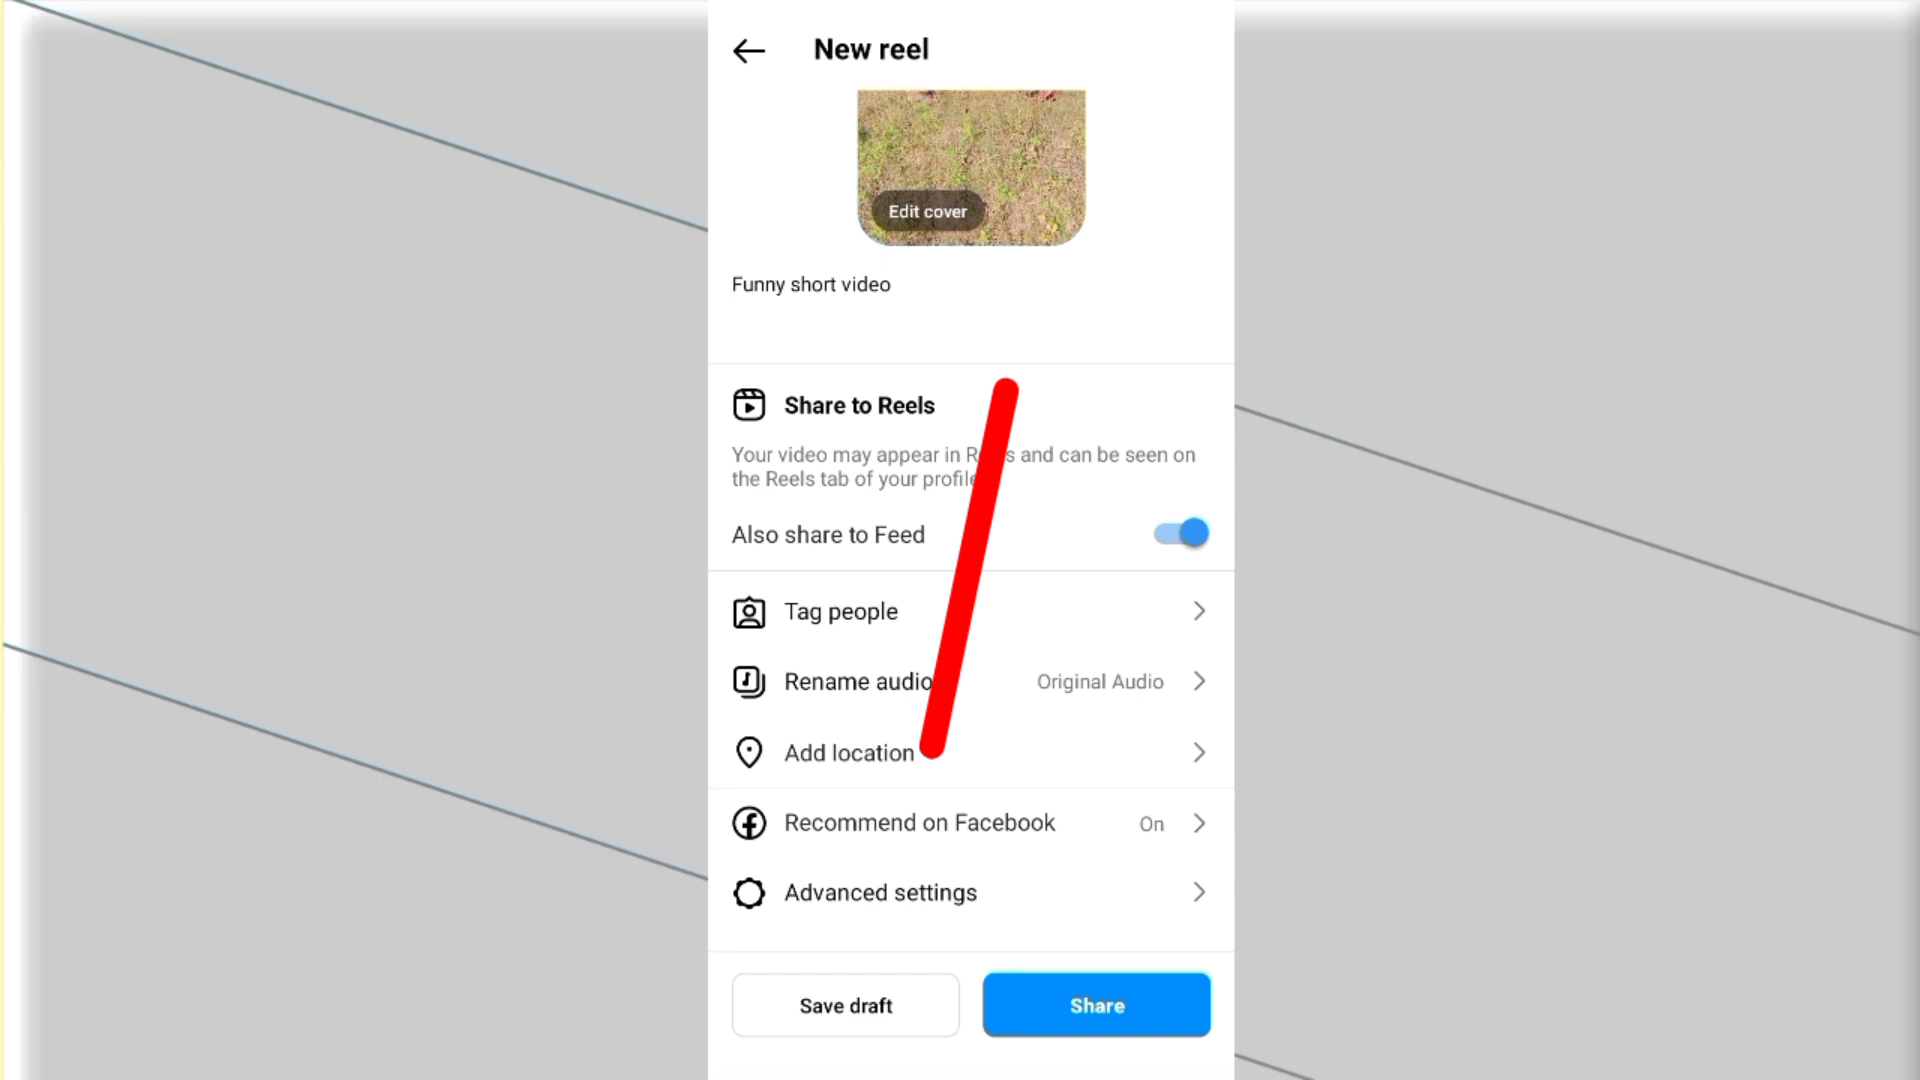 New reel
Edit cover
Funny short video
Share to Reels
Your video may appear in R s and can be seen on
the Reels tab of your profile
Also share to Feed
Tag people
Rename audio
Original Audio
Add location
Recommend on Facebook
On
Advanced settings
Save draft
Share